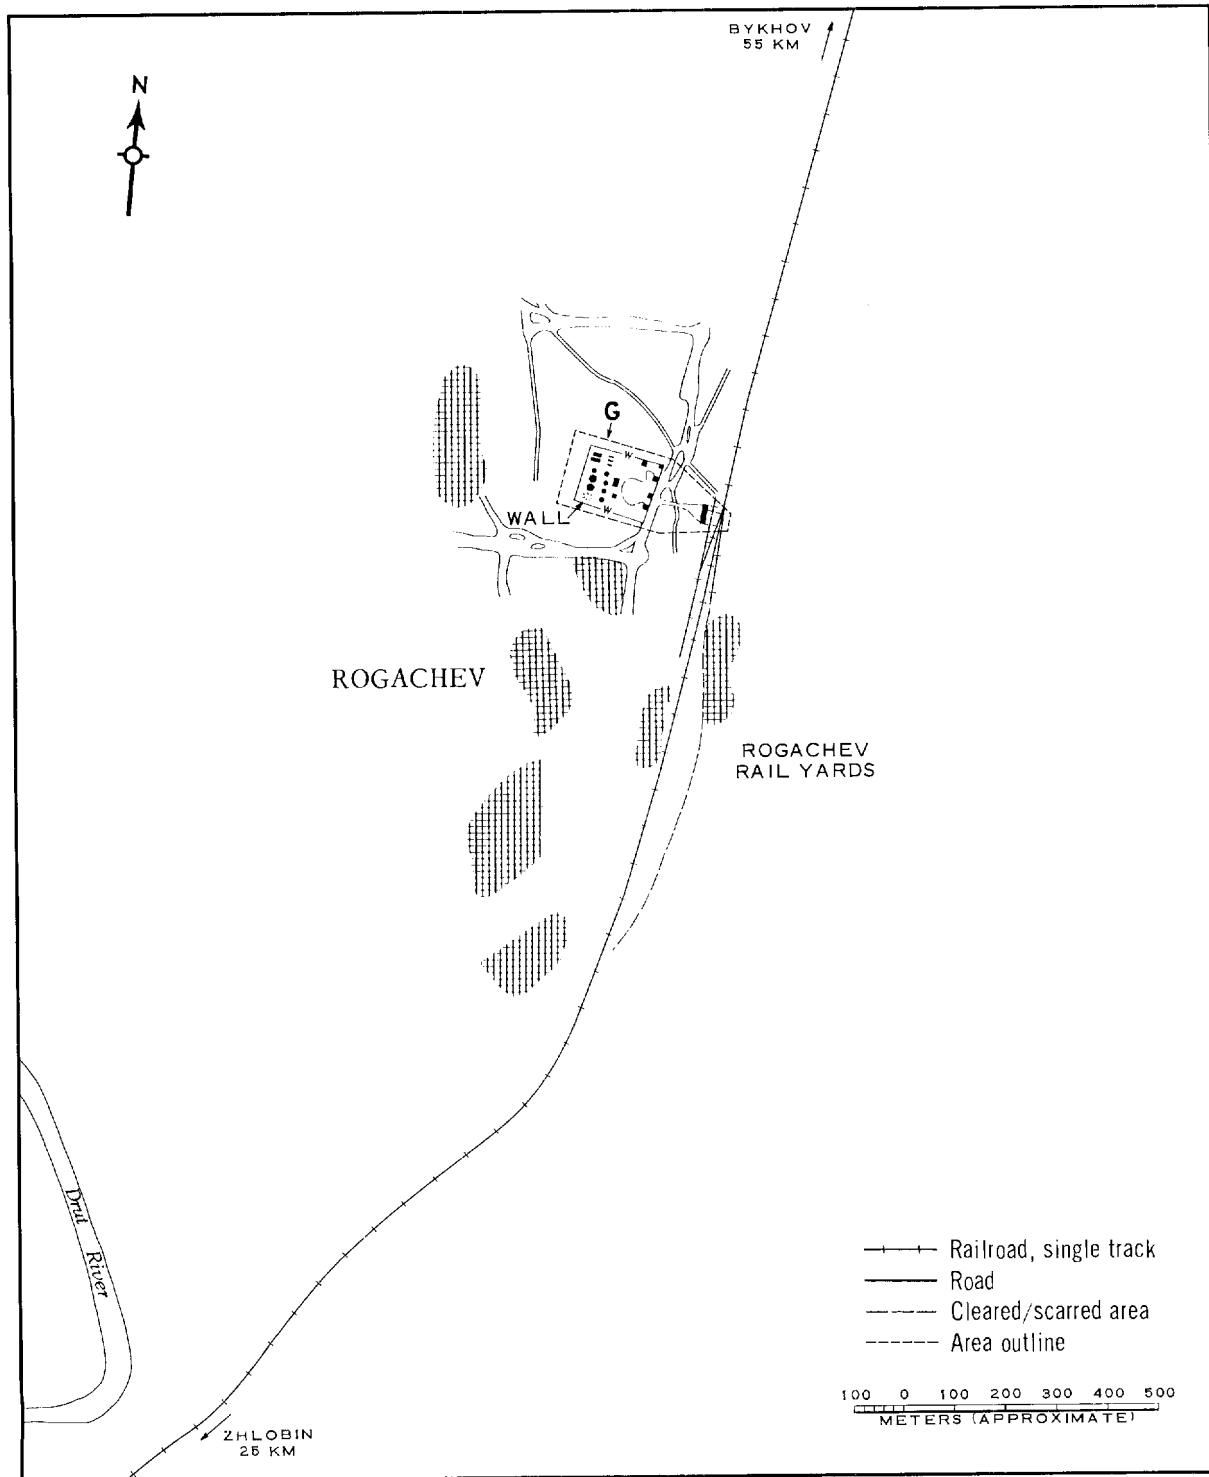 BYKHOV
55 KM
N
G
W
WALL
W
ROGACHEV
ROGACHEV
RAIL YARDS
Drut River
Railroad, single track
Road
Cleared/scarred area
Area outline
100 0 100 200 300 400 500
METERS (APPROXIMATE)
ZHLOBIN
25 KM